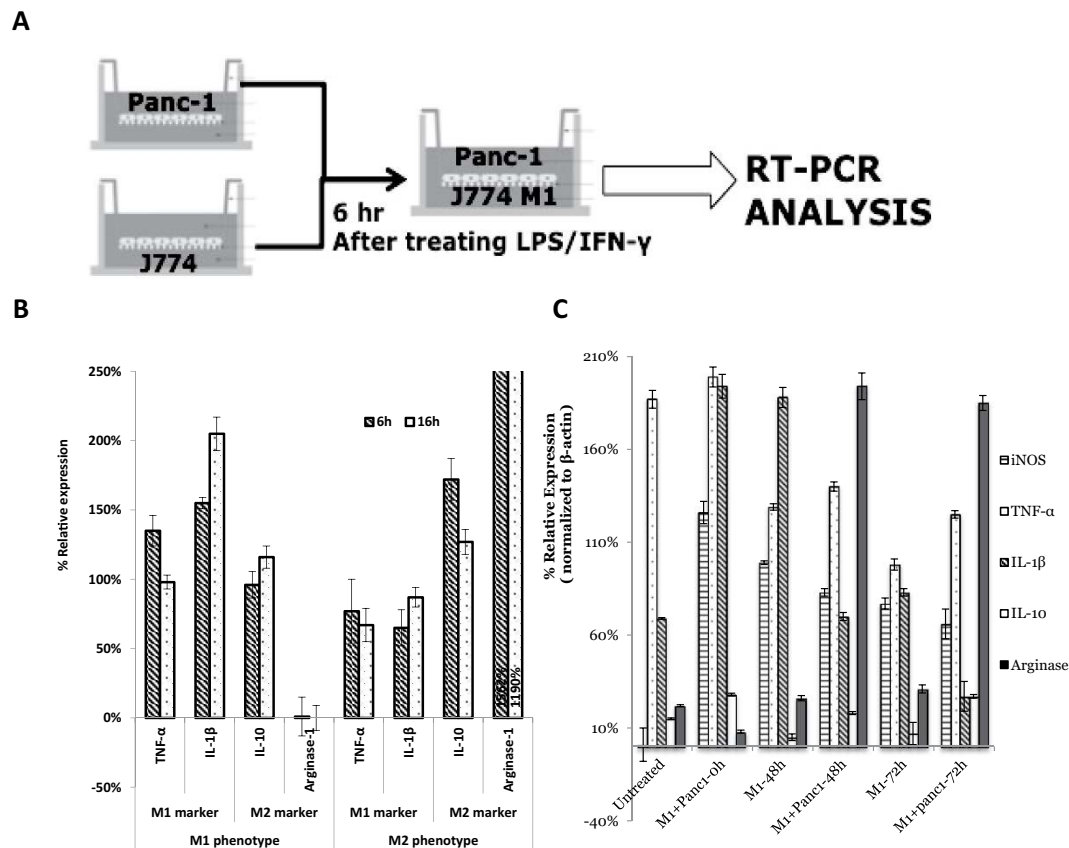 A
Panc-1
J774
6 hr
After treating LPS/IFN-γ
Panc-1
J774 M1
RT-PCR
ANALYSIS
B
% Relative expression
250%
200%
150%
100%
50%
0%
-50%
6h
16h
1190%
TNF-α
IL-1β
IL-10
Arginase-1
TNF-α
IL-1β
IL-10
Arginase-1
M1 marker
M2 marker
M1 marker
M2 marker
M1 phenotype
M2 phenotype
C
% Relative Expression
( normalized to β-actin)
210%
160%
110%
60%
10%
-40%
Untreated
M1+Panc1-0h
M1-48h
M1+Panc1-48h
M1-72h
M1+panc1-72h
iNOS
TNF-α
IL-1β
IL-10
Arginase